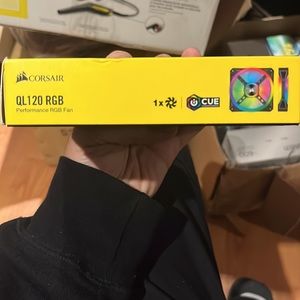 CORSAIR
QL120 RGB
Performance RGB Fan
1x
iCUE